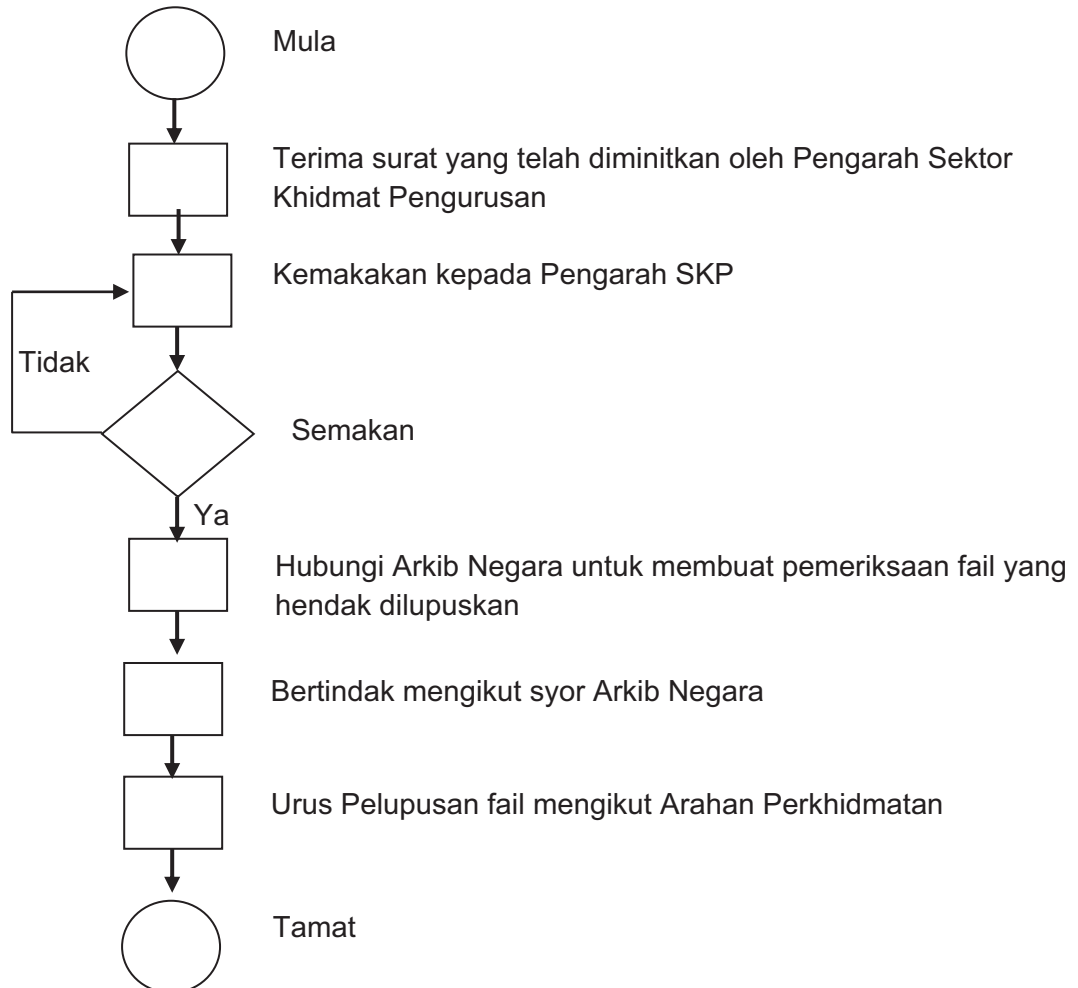 Mula
Terima surat yang telah diminitkan oleh Pengarah Sektor
Khidmat Pengurusan
Kemakakan kepada Pengarah SKP
Tidak
Semakan
Ya
Hubungi Arkib Negara untuk membuat pemeriksaan fail yang
hendak dilupuskan
Bertindak mengikut syor Arkib Negara
Urus Pelupusan fail mengikut Arahan Perkhidmatan
Tamat